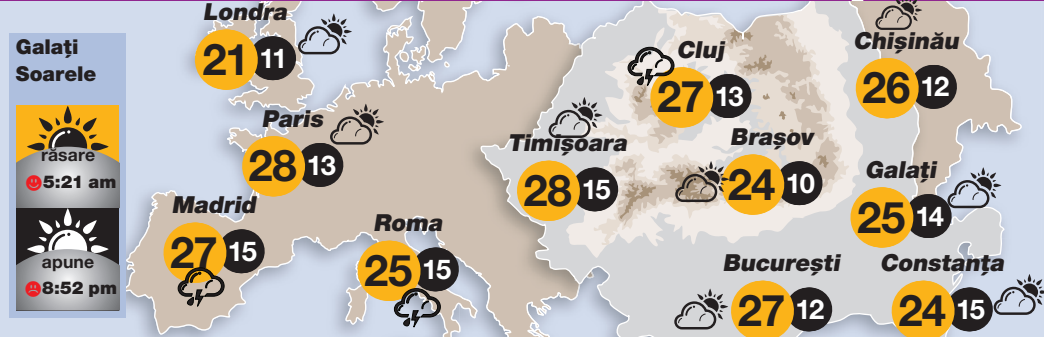 Galați
Soarele
răsare
5:21 am
apune
8:52 pm
Londra
21 11
Paris
28 13
Madrid
27 15
Roma
25 15
Timișoara
28 15
Cluj
27 13
Brașov
24 10
Chișinău
26 12
Galați
25 14
București
27 12
Constanța
24 15